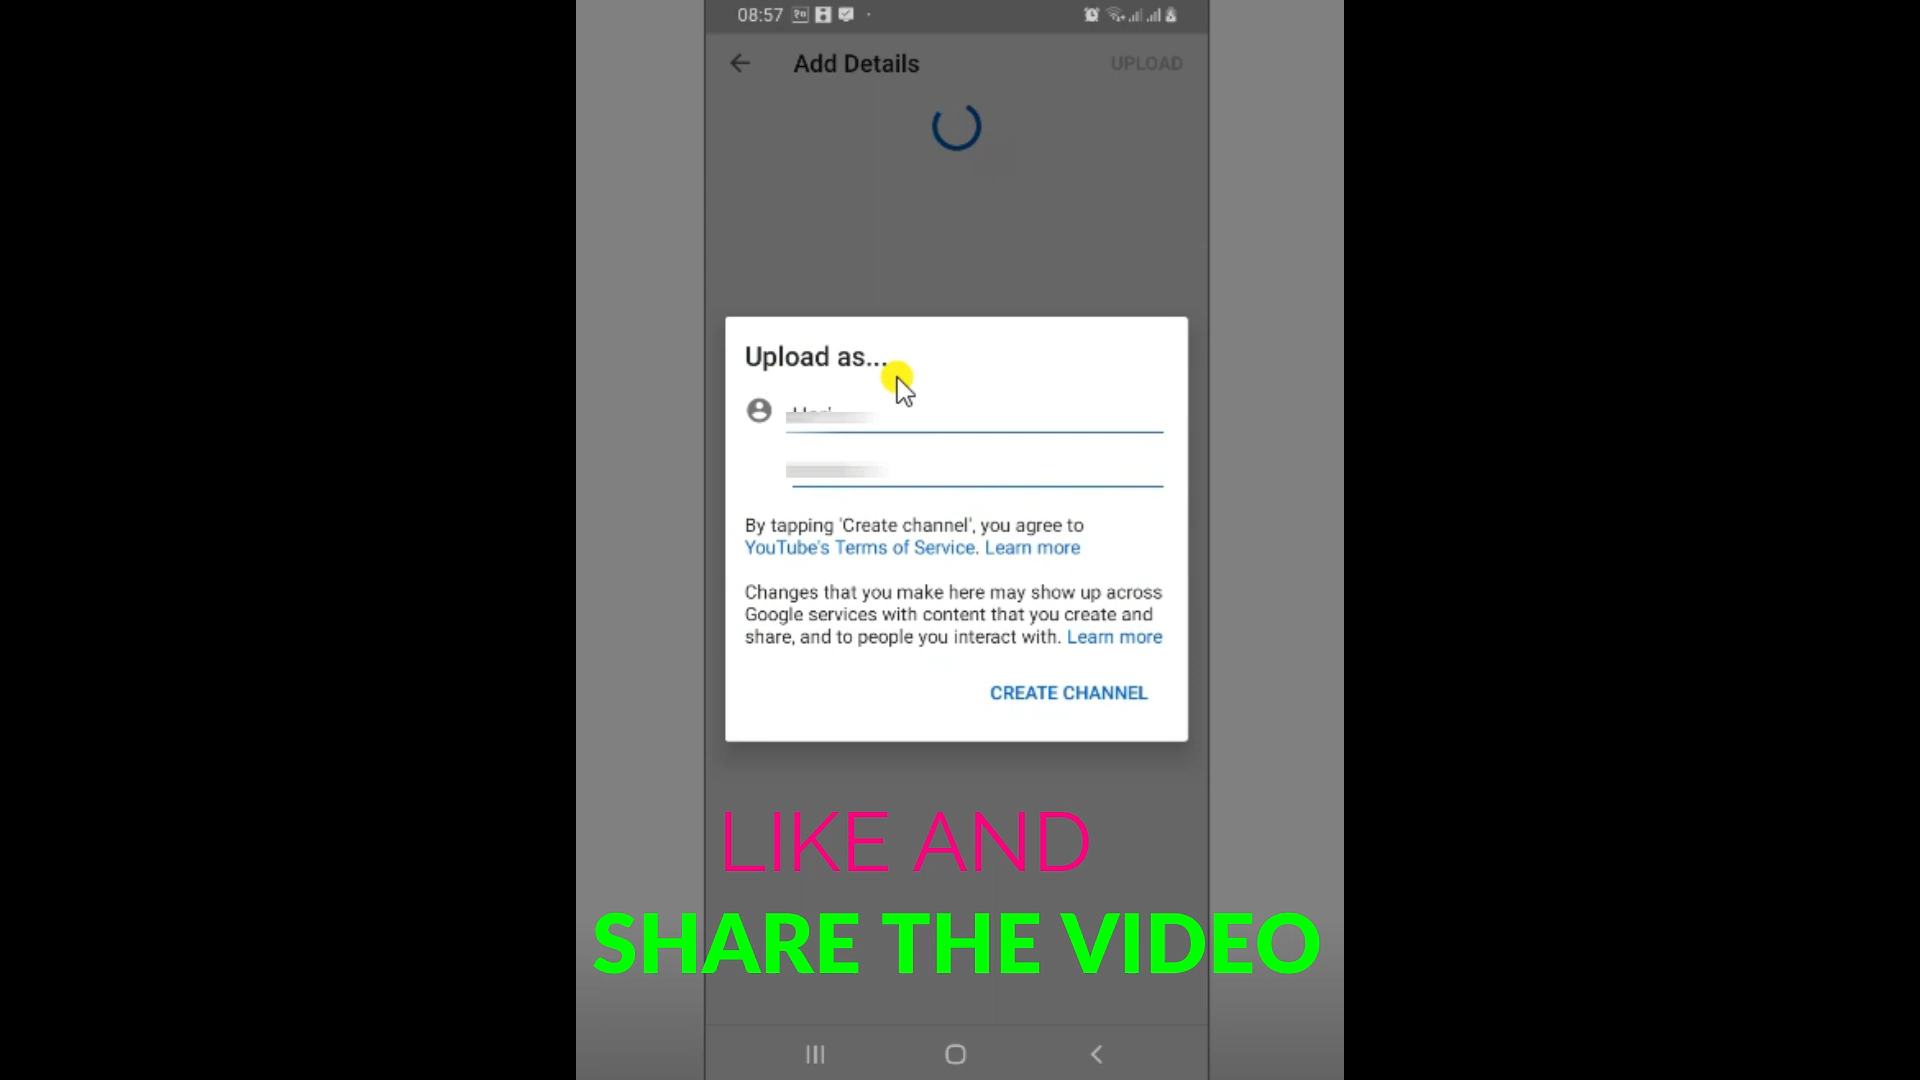 08:57
Add Details
UPLOAD
Upload as...
By tapping 'Create channel', you agree to
YouTube's Terms of Service. Learn more
Changes that you make here may show up across
Google services with content that you create and
share, and to people you interact with. Learn more
CREATE CHANNEL
LIKE AND
SHARE THE VIDEO